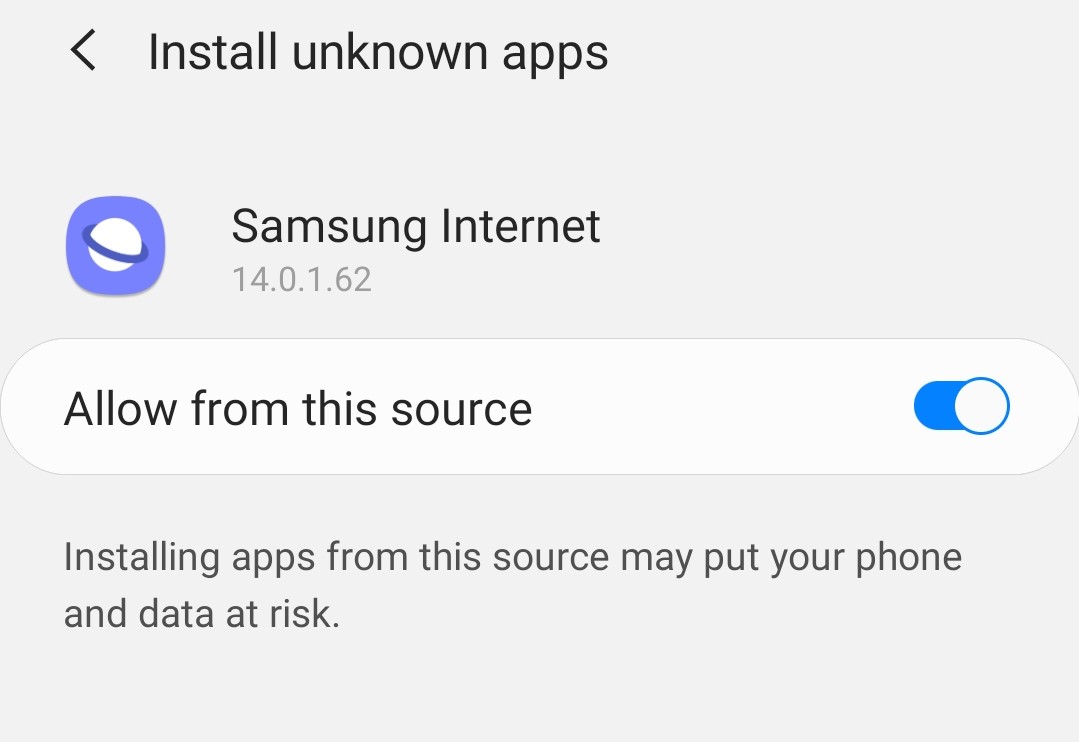 Install unknown apps
Samsung Internet
14.0.1.62
Allow from this source
Installing apps from this source may put your phone
and data at risk.